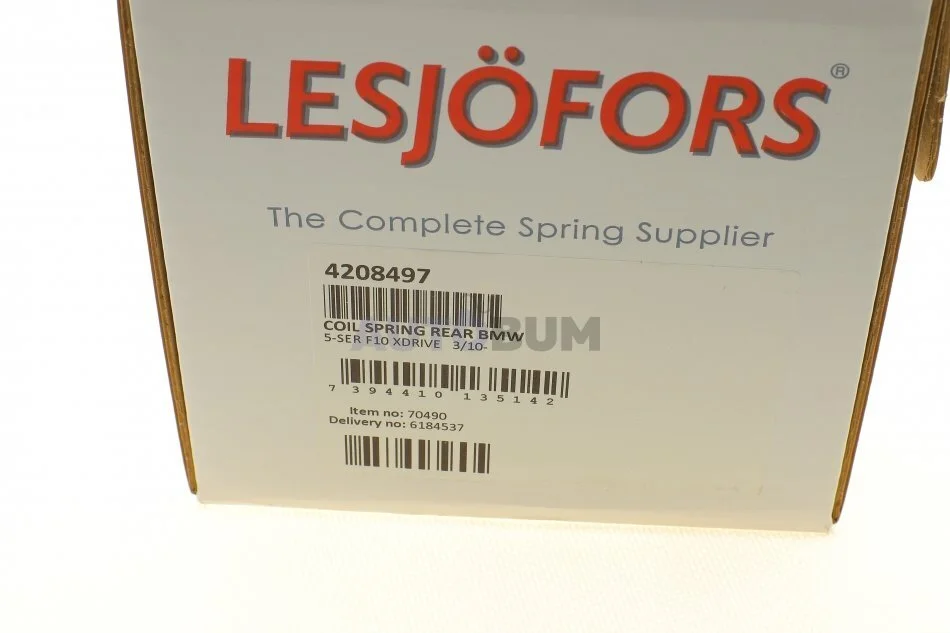 LESJÖFORS®
The Complete Spring Supplier
4208497
COIL SPRING REAR BMW
5-SER F10 XDRIVE 3/10-
AUTOBUM
7 394410 135142
Item no: 70490
Delivery no: 6184537